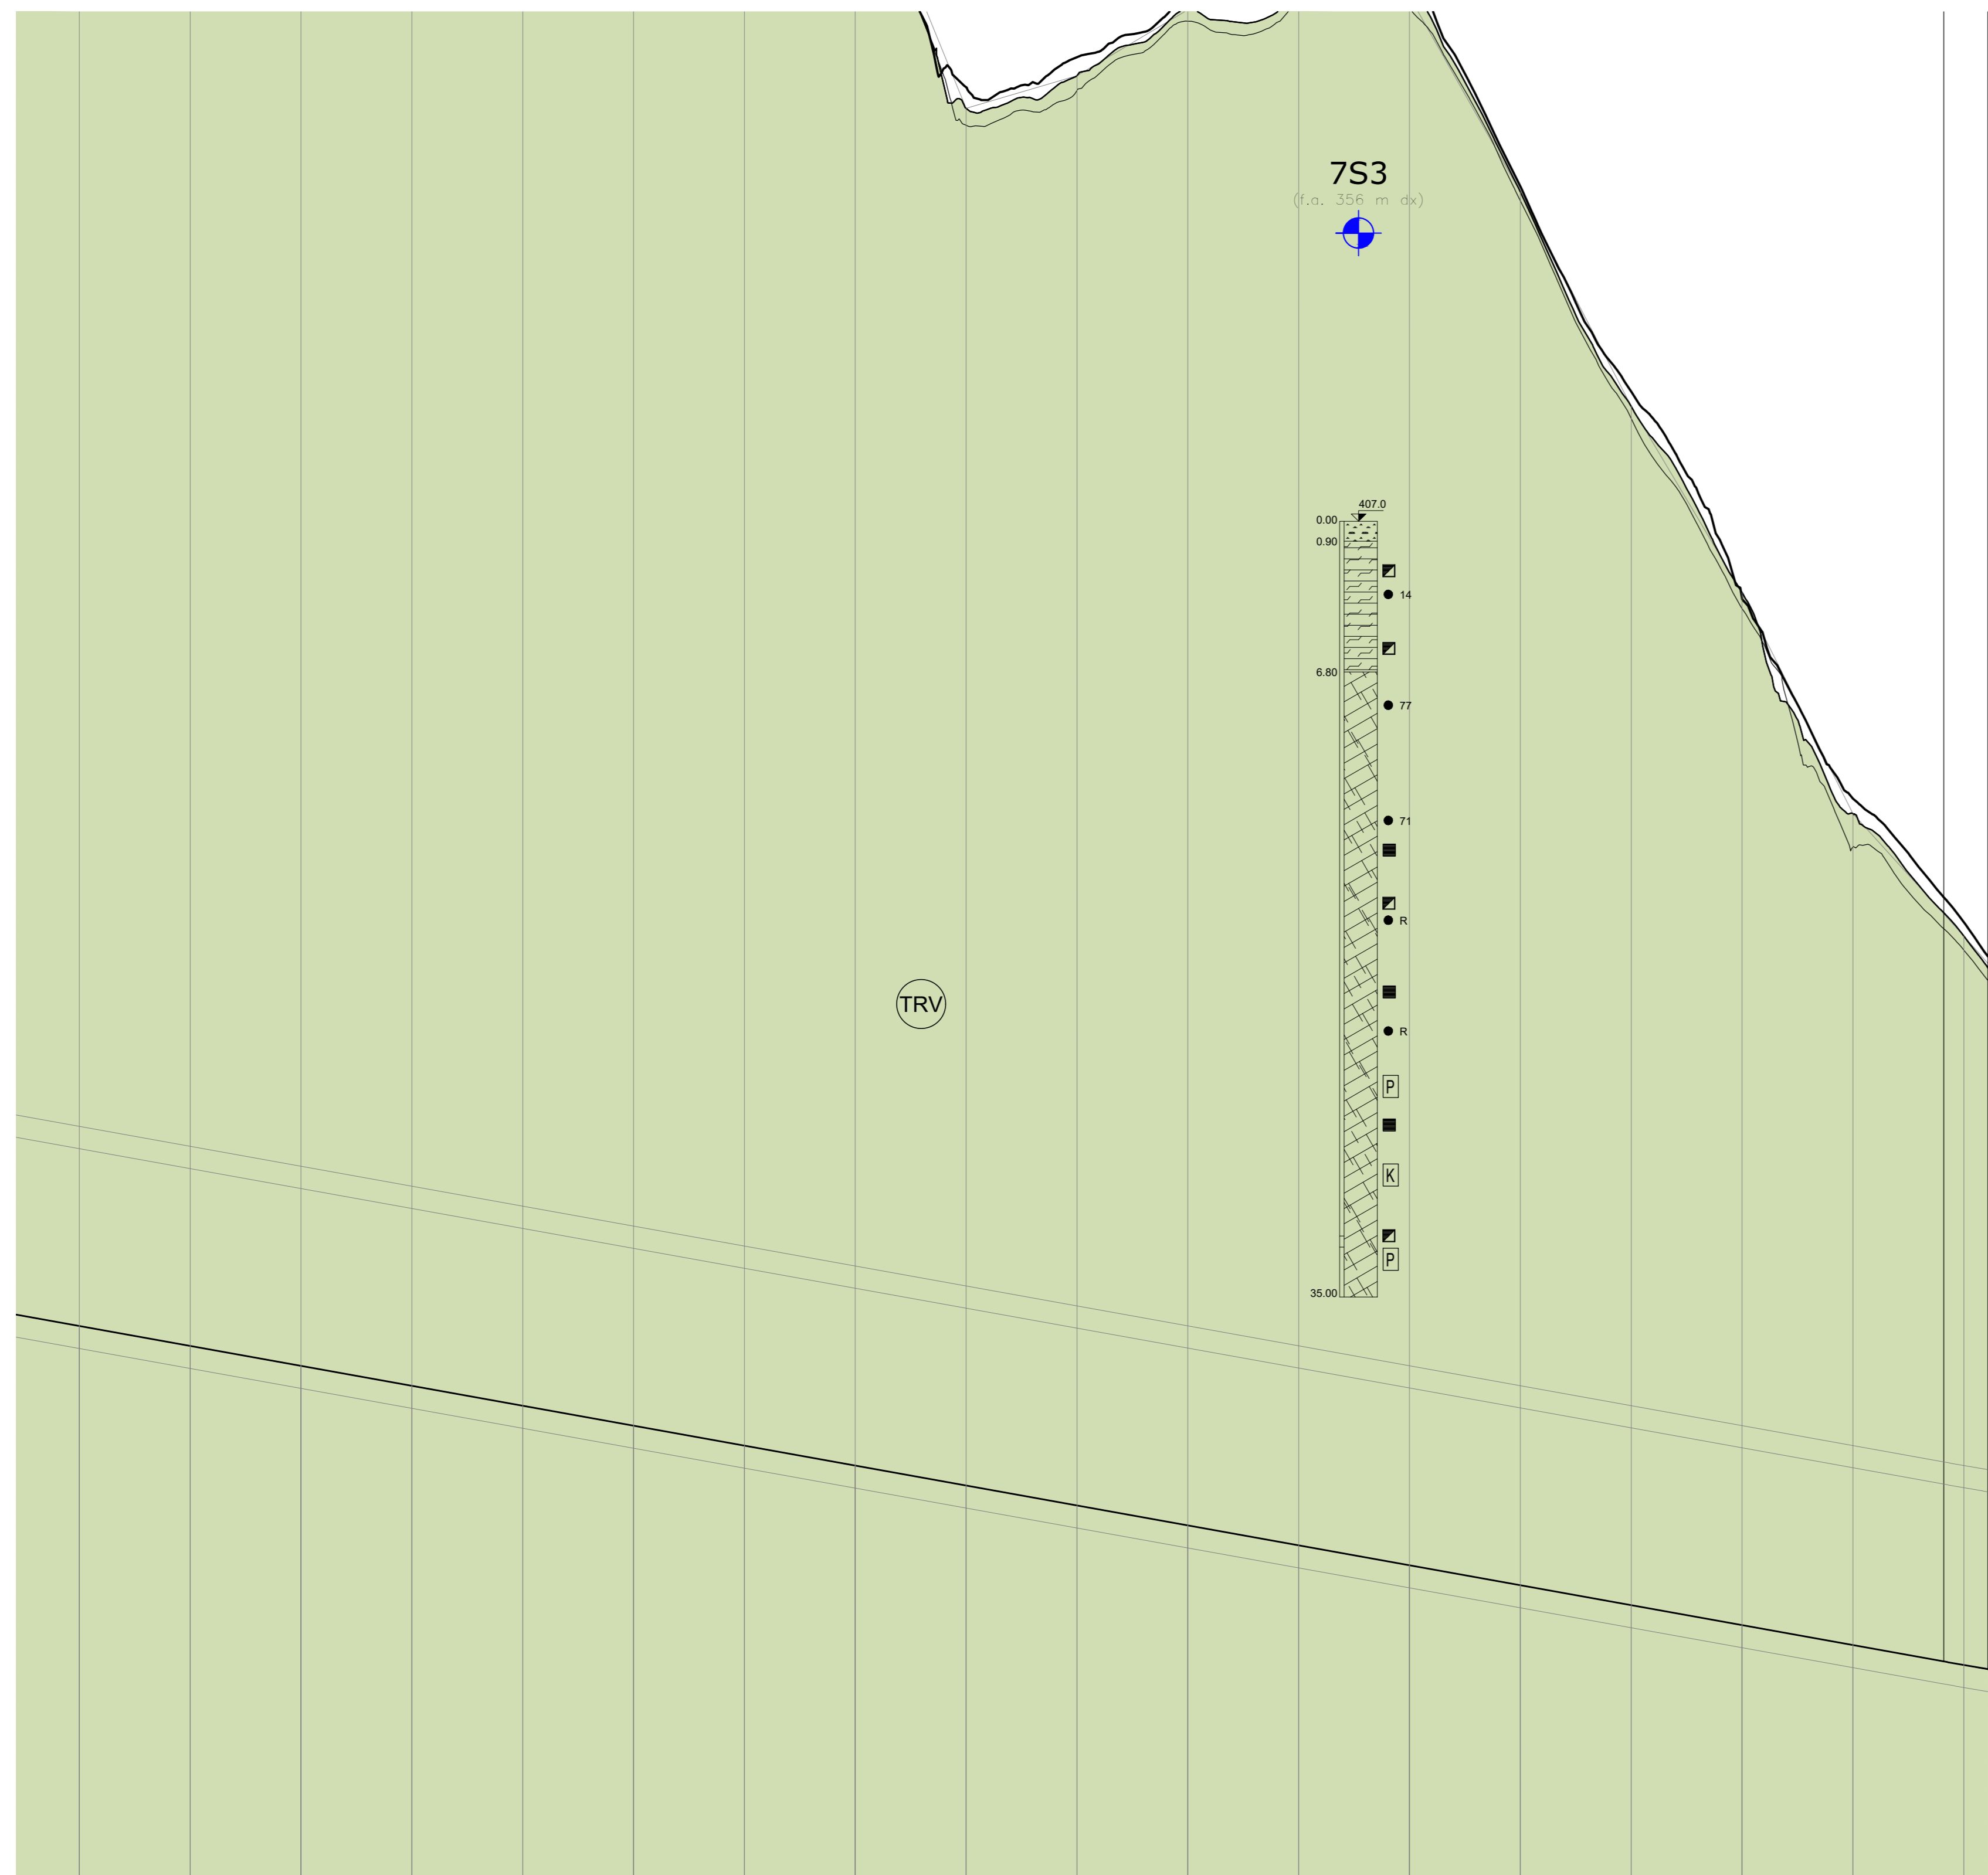 7S3
(f.a. 356 m dx)
407.0
0.00
0.90
14
6.80
77
71
R
TRV
R
P
K
P
35.00